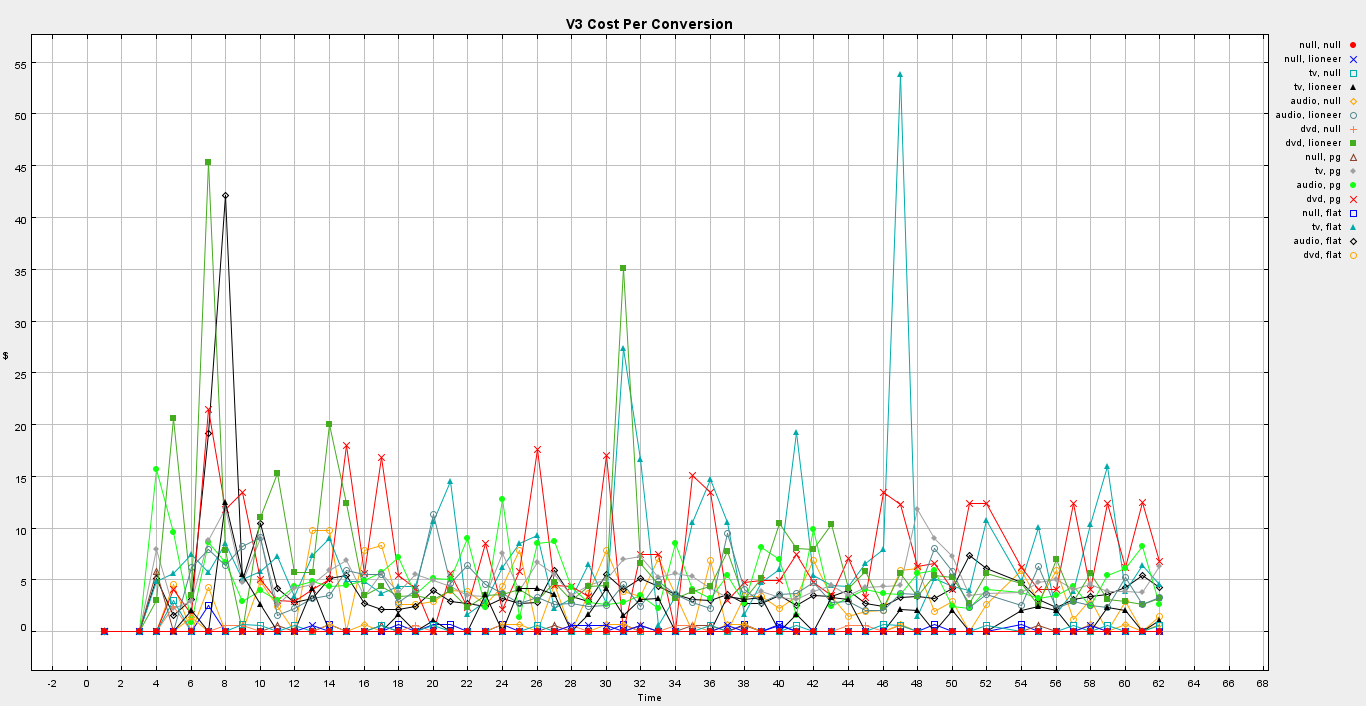 V3 Cost Per Conversion
55
50
45
40
35
30
25
20
15
10
5
0
$
-2 0 2 4 6 8 10 12 14 16 18 20 22 24 26 28 30 32 34 36 38 40 42 44 46 48 50 52 54 56 58 60 62 64 66 68
Time
null, null
null, lioneer
tv, null
tv, lioneer
audio, null
audio, lioneer
dvd, null
dvd, lioneer
null, pg
tv, pg
audio, pg
dvd, pg
null, flat
tv, flat
audio, flat
dvd, flat